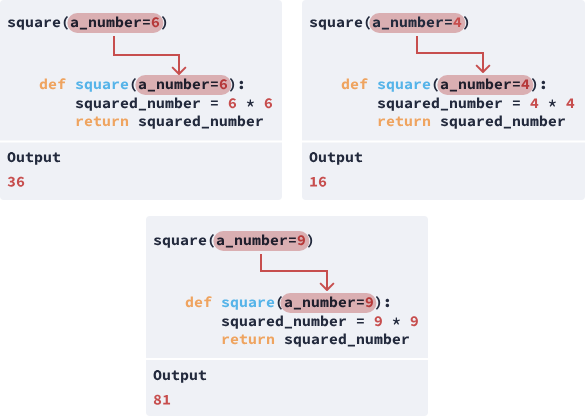 square(a_number=6)
def square(a_number=6):
squared_number = 6 * 6
return squared_number
Output
36
square(a_number=4)
def square(a_number=4):
squared_number = 4 * 4
return squared_number
Output
16
square(a_number=9)
def square(a_number=9):
squared_number = 9 * 9
return squared_number
Output
81